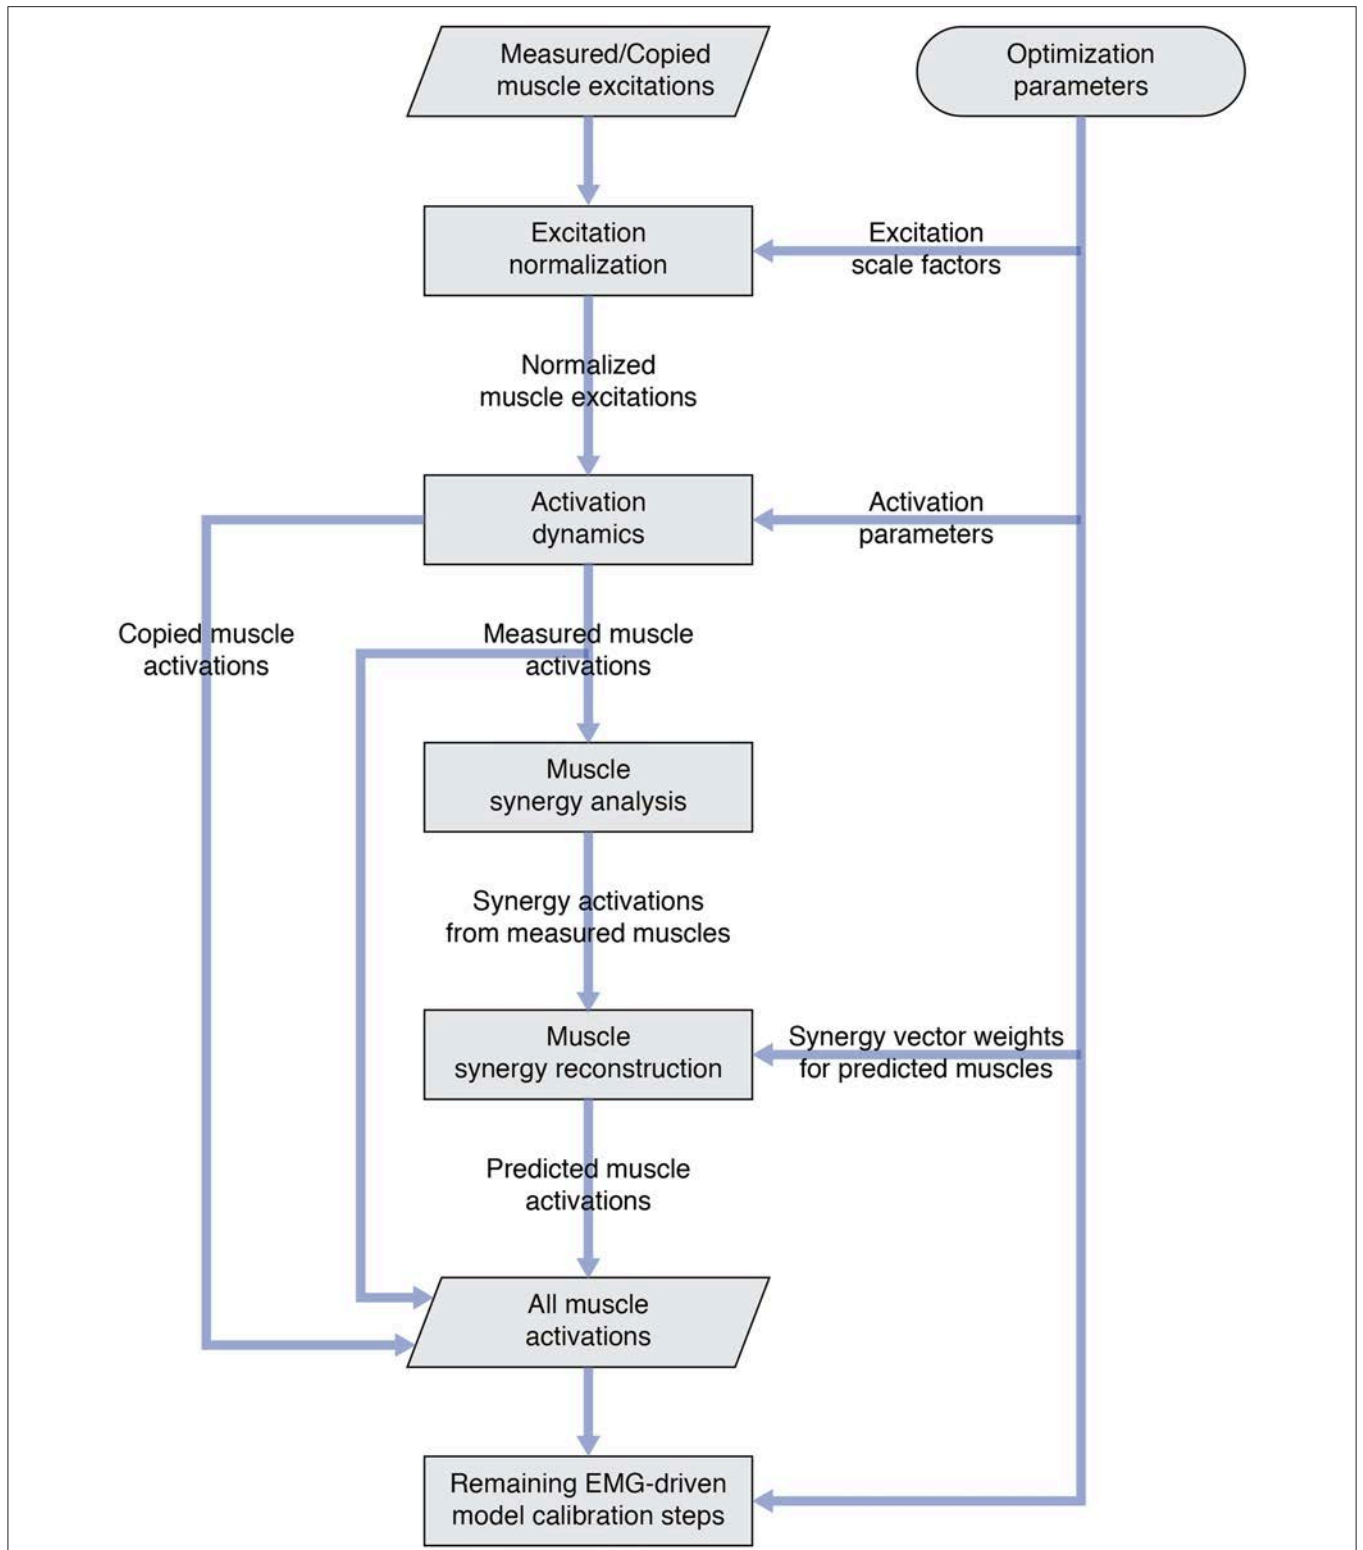 Measured/Copied
muscle excitations
Optimization
parameters
Excitation
normalization
Excitation
scale factors
Normalized
muscle excitations
Activation
dynamics
Activation
parameters
Copied muscle
activations
Measured muscle
activations
Muscle
synergy analysis
Synergy activations
from measured muscles
Muscle
synergy reconstruction
Synergy vector weights
for predicted muscles
Predicted muscle
activations
All muscle
activations
Remaining EMG-driven
model calibration steps